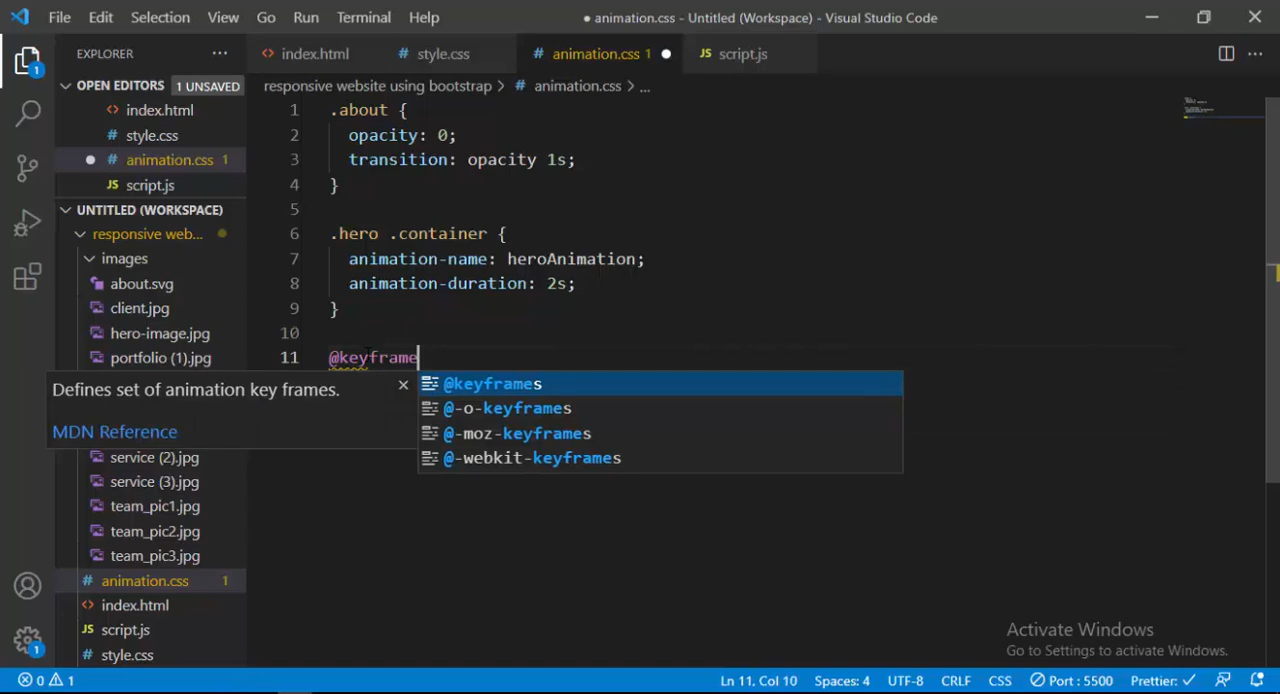 File Edit Selection View Go Run Terminal Help
● animation.css - Untitled (Workspace) - Visual Studio Code
EXPLORER ...
index.html style.css animation.css 1 ● script.js
OPEN EDITORS 1 UNSAVED
index.html
style.css
● animation.css 1
script.js
UNTITLED (WORKSPACE)
responsive web...
images
about.svg
client.jpg
hero-image.jpg
portfolio (1).jpg
service (2).jpg
service (3).jpg
team_pic1.jpg
team_pic2.jpg
team_pic3.jpg
# animation.css 1
<> index.html
JS script.js
# style.css
responsive website using bootstrap > # animation.css > ...
1 .about {
2 opacity: 0;
3 transition: opacity 1s;
4 }
5
6 .hero .container {
7 animation-name: heroAnimation;
8 animation-duration: 2s;
9 }
10
11 @keyframe
Defines set of animation key frames. ×
MDN Reference
@keyframes
@-o-keyframes
@-moz-keyframes
@-webkit-keyframes
Activate Windows
Go to Settings to activate Windows.
0 1 Ln 11, Col 10 Spaces: 4 UTF-8 CRLF CSS Port : 5500 Prettier: ✓